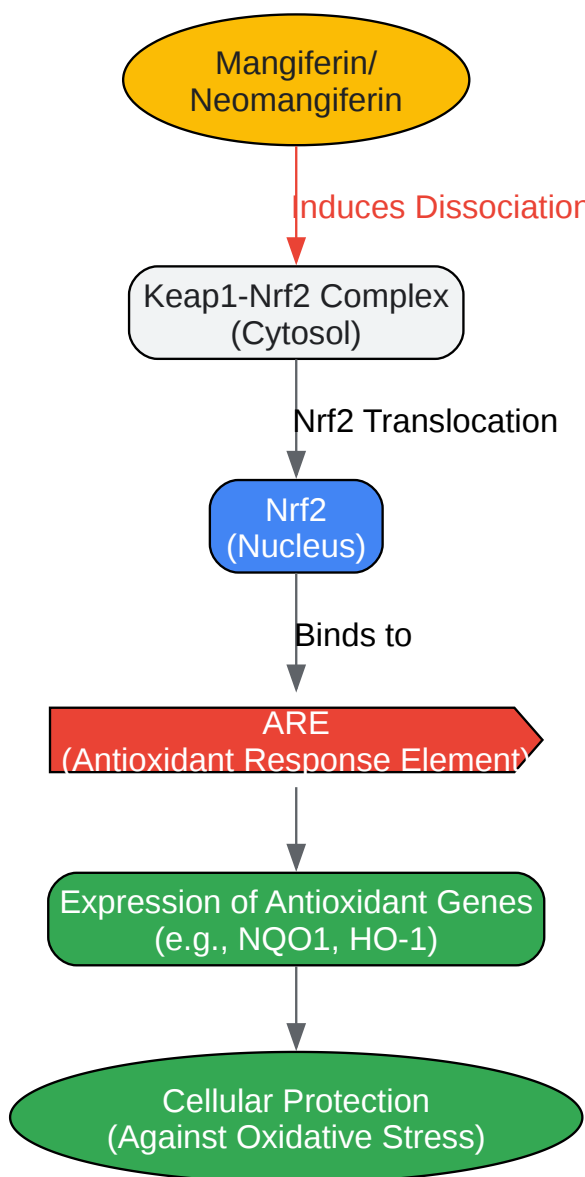 Mangiferin/
Neomangiferin
Induces Dissociation
Keap1-Nrf2 Complex
(Cytosol)
Nrf2 Translocation
Nrf2
(Nucleus)
Binds to
ARE
(Antioxidant Response Element)
Expression of Antioxidant Genes
(e.g., NQO1, HO-1)
Cellular Protection
(Against Oxidative Stress)